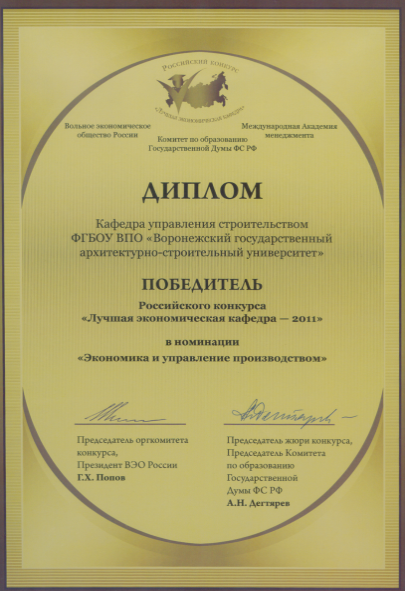 Российский конкурс
«Лучшая экономическая кафедра»
Вольное экономическое
общество России
Международная Академия
менеджмента
Комитет по образованию
Государственной Думы ФС РФ
ДИПЛОМ
Кафедра управления строительством
ФГБОУ ВПО «Воронежский государственный
архитектурно-строительный университет»
ПОБЕДИТЕЛЬ
Российского конкурса
«Лучшая экономическая кафедра — 2011»
в номинации
«Экономика и управление производством»
Председатель оргкомитета
конкурса,
Президент ВЭО России
Г.Х. Попов
Председатель жюри конкурса,
Председатель Комитета
по образованию
Государственной
Думы ФС РФ
А.Н. Дегтярев